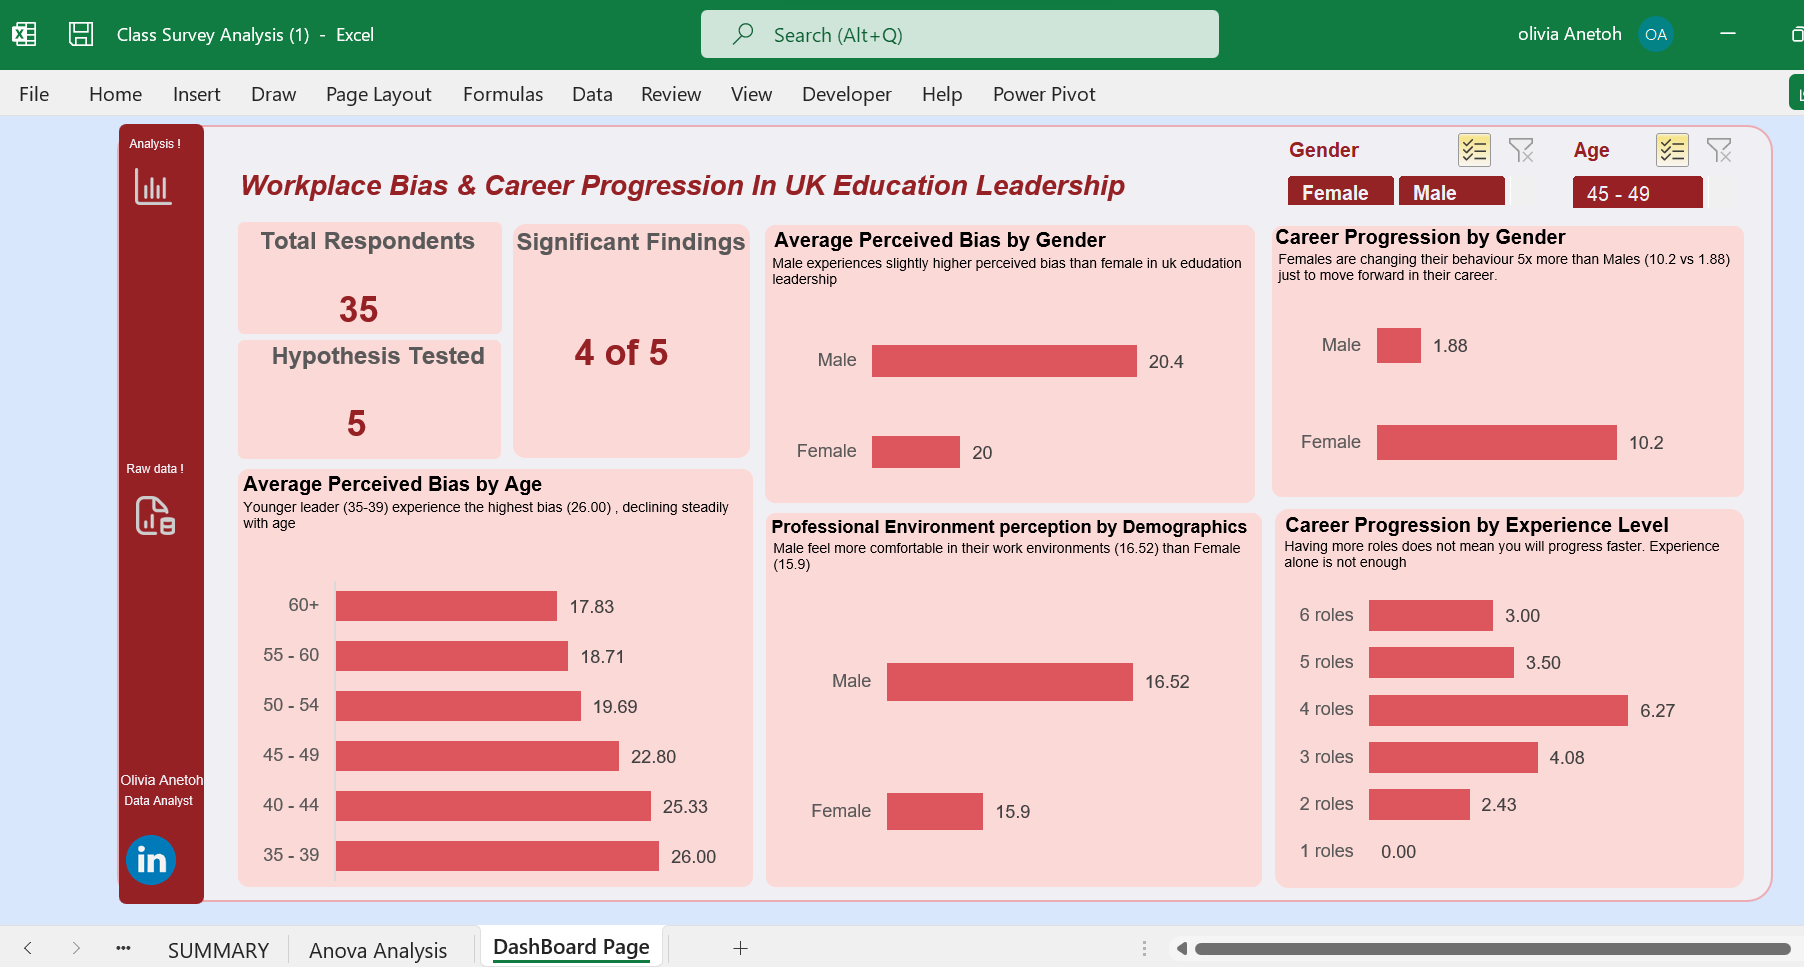 Class Survey Analysis (1) - Excel
Search (Alt+Q)
olivia Anetoh
OA
File Home Insert Draw Page Layout Formulas Data Review View Developer Help Power Pivot
Analysis !
Raw data !
Olivia Anetoh
Data Analyst
in
Workplace Bias & Career Progression In UK Education Leadership
Gender
Female Male
Age
45 - 49
Total Respondents
35
Hypothesis Tested
5
Significant Findings
4 of 5
Average Perceived Bias by Gender
Male experiences slightly higher perceived bias than female in uk edudation
leadership
Male 20.4
Female 20
Career Progression by Gender
Females are changing their behaviour 5x more than Males (10.2 vs 1.88)
just to move forward in their career.
Male 1.88
Female 10.2
Average Perceived Bias by Age
Younger leader (35-39) experience the highest bias (26.00) , declining steadily
with age
60+ 17.83
55 - 60 18.71
50 - 54 19.69
45 - 49 22.80
40 - 44 25.33
35 - 39 26.00
Professional Environment perception by Demographics
Male feel more comfortable in their work environments (16.52) than Female
(15.9)
Male 16.52
Female 15.9
Career Progression by Experience Level
Having more roles does not mean you will progress faster. Experience
alone is not enough
6 roles 3.00
5 roles 3.50
4 roles 6.27
3 roles 4.08
2 roles 2.43
1 roles 0.00
SUMMARY Anova Analysis DashBoard Page